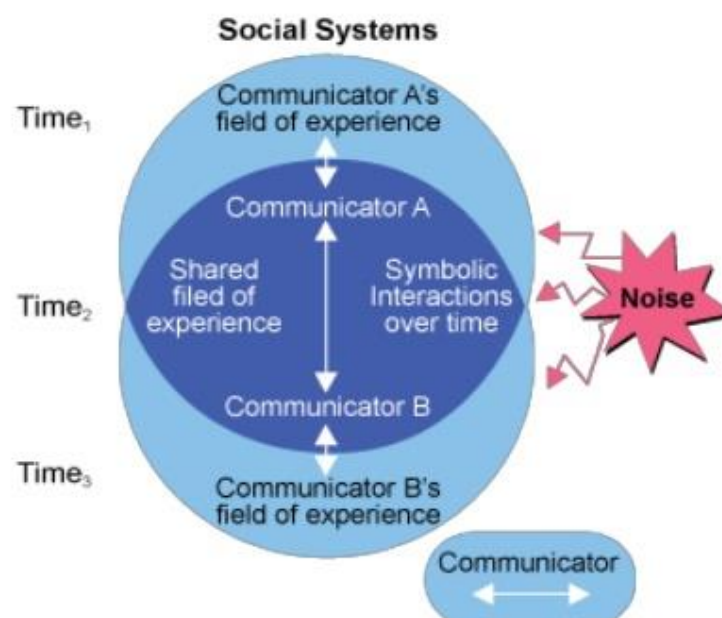 Social Systems
Time₁
Communicator A's
field of experience
Communicator A
Shared
filed of
experience
Symbolic
Interactions
over time
Time₂
Noise
Communicator B
Time₃
Communicator B's
field of experience
Communicator